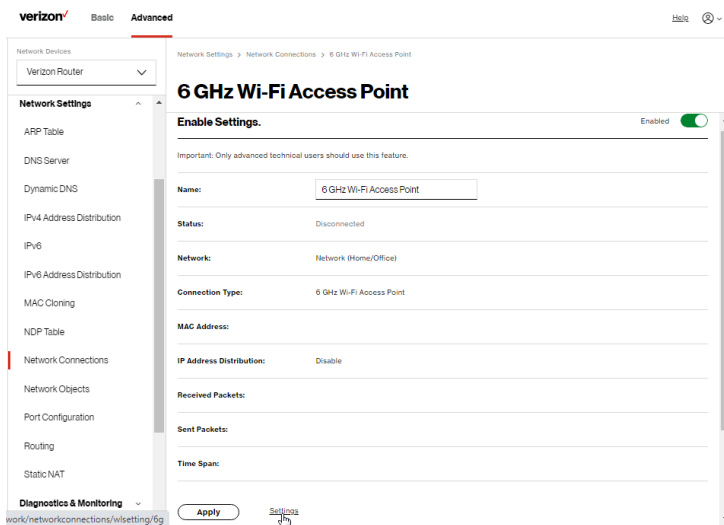 verizon Basic Advanced Help
Network Devices
Verizon Router
Network Settings
ARP Table
DNS Server
Dynamic DNS
IPv4 Address Distribution
IPv6
IPv6 Address Distribution
MAC Cloning
NDP Table
Network Connections
Network Objects
Port Configuration
Routing
Static NAT
Diagnostics & Monitoring
work/networkconnections/wlsetting/6g
Network Settings > Network Connections > 6 GHz Wi-Fi Access Point
6 GHz Wi-Fi Access Point
Enable Settings. Enabled
Important: Only advanced technical users should use this feature.
Name: 6 GHz Wi-Fi Access Point
Status: Disconnected
Network: Network (Home/Office)
Connection Type: 6 GHz Wi-Fi Access Point
MAC Address:
IP Address Distribution: Disable
Received Packets:
Sent Packets:
Time Span:
Apply Settings